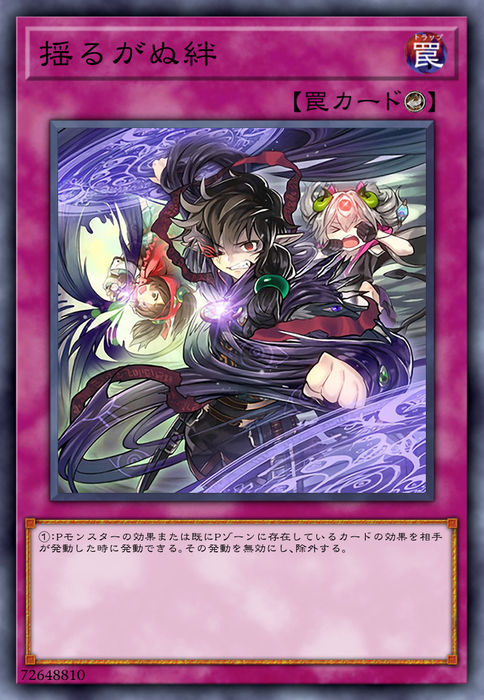 揺るがぬ絆
トラップ
罠
【罠カード】
①:Pモンスターの効果または既にPゾーンに存在しているカードの効果を相手
が発動した時に発動できる。その発動を無効にし、除外する。
72648810